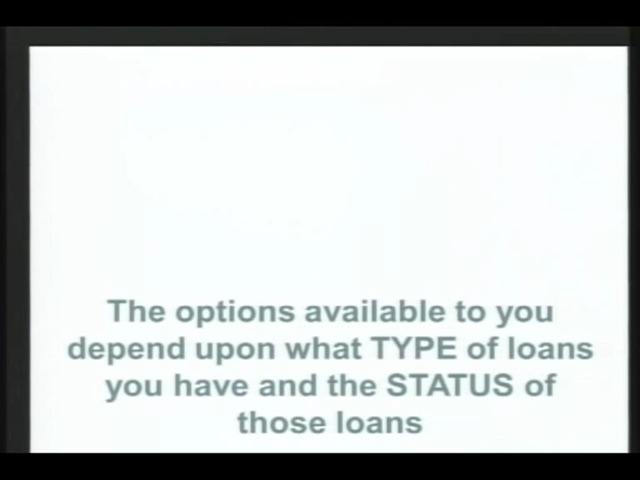 The options available to you
depend upon what TYPE of loans
you have and the STATUS of
those loans